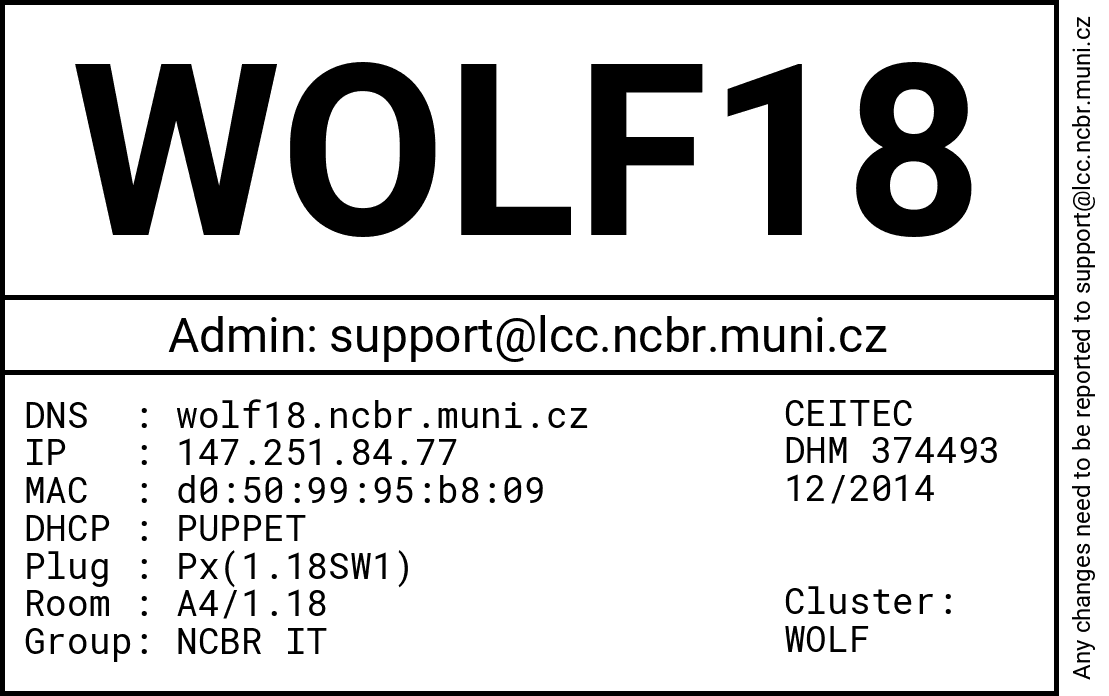 WOLF18
Admin: support@lcc.ncbr.muni.cz
DNS : wolf18.ncbr.muni.cz
IP : 147.251.84.77
MAC : d0:50:99:95:b8:09
DHCP : PUPPET
Plug : Px(1.18SW1)
Room : A4/1.18
Group: NCBR IT
CEITEC
DHM 374493
12/2014
Cluster:
WOLF
Any changes need to be reported to support@lcc.ncbr.muni.cz